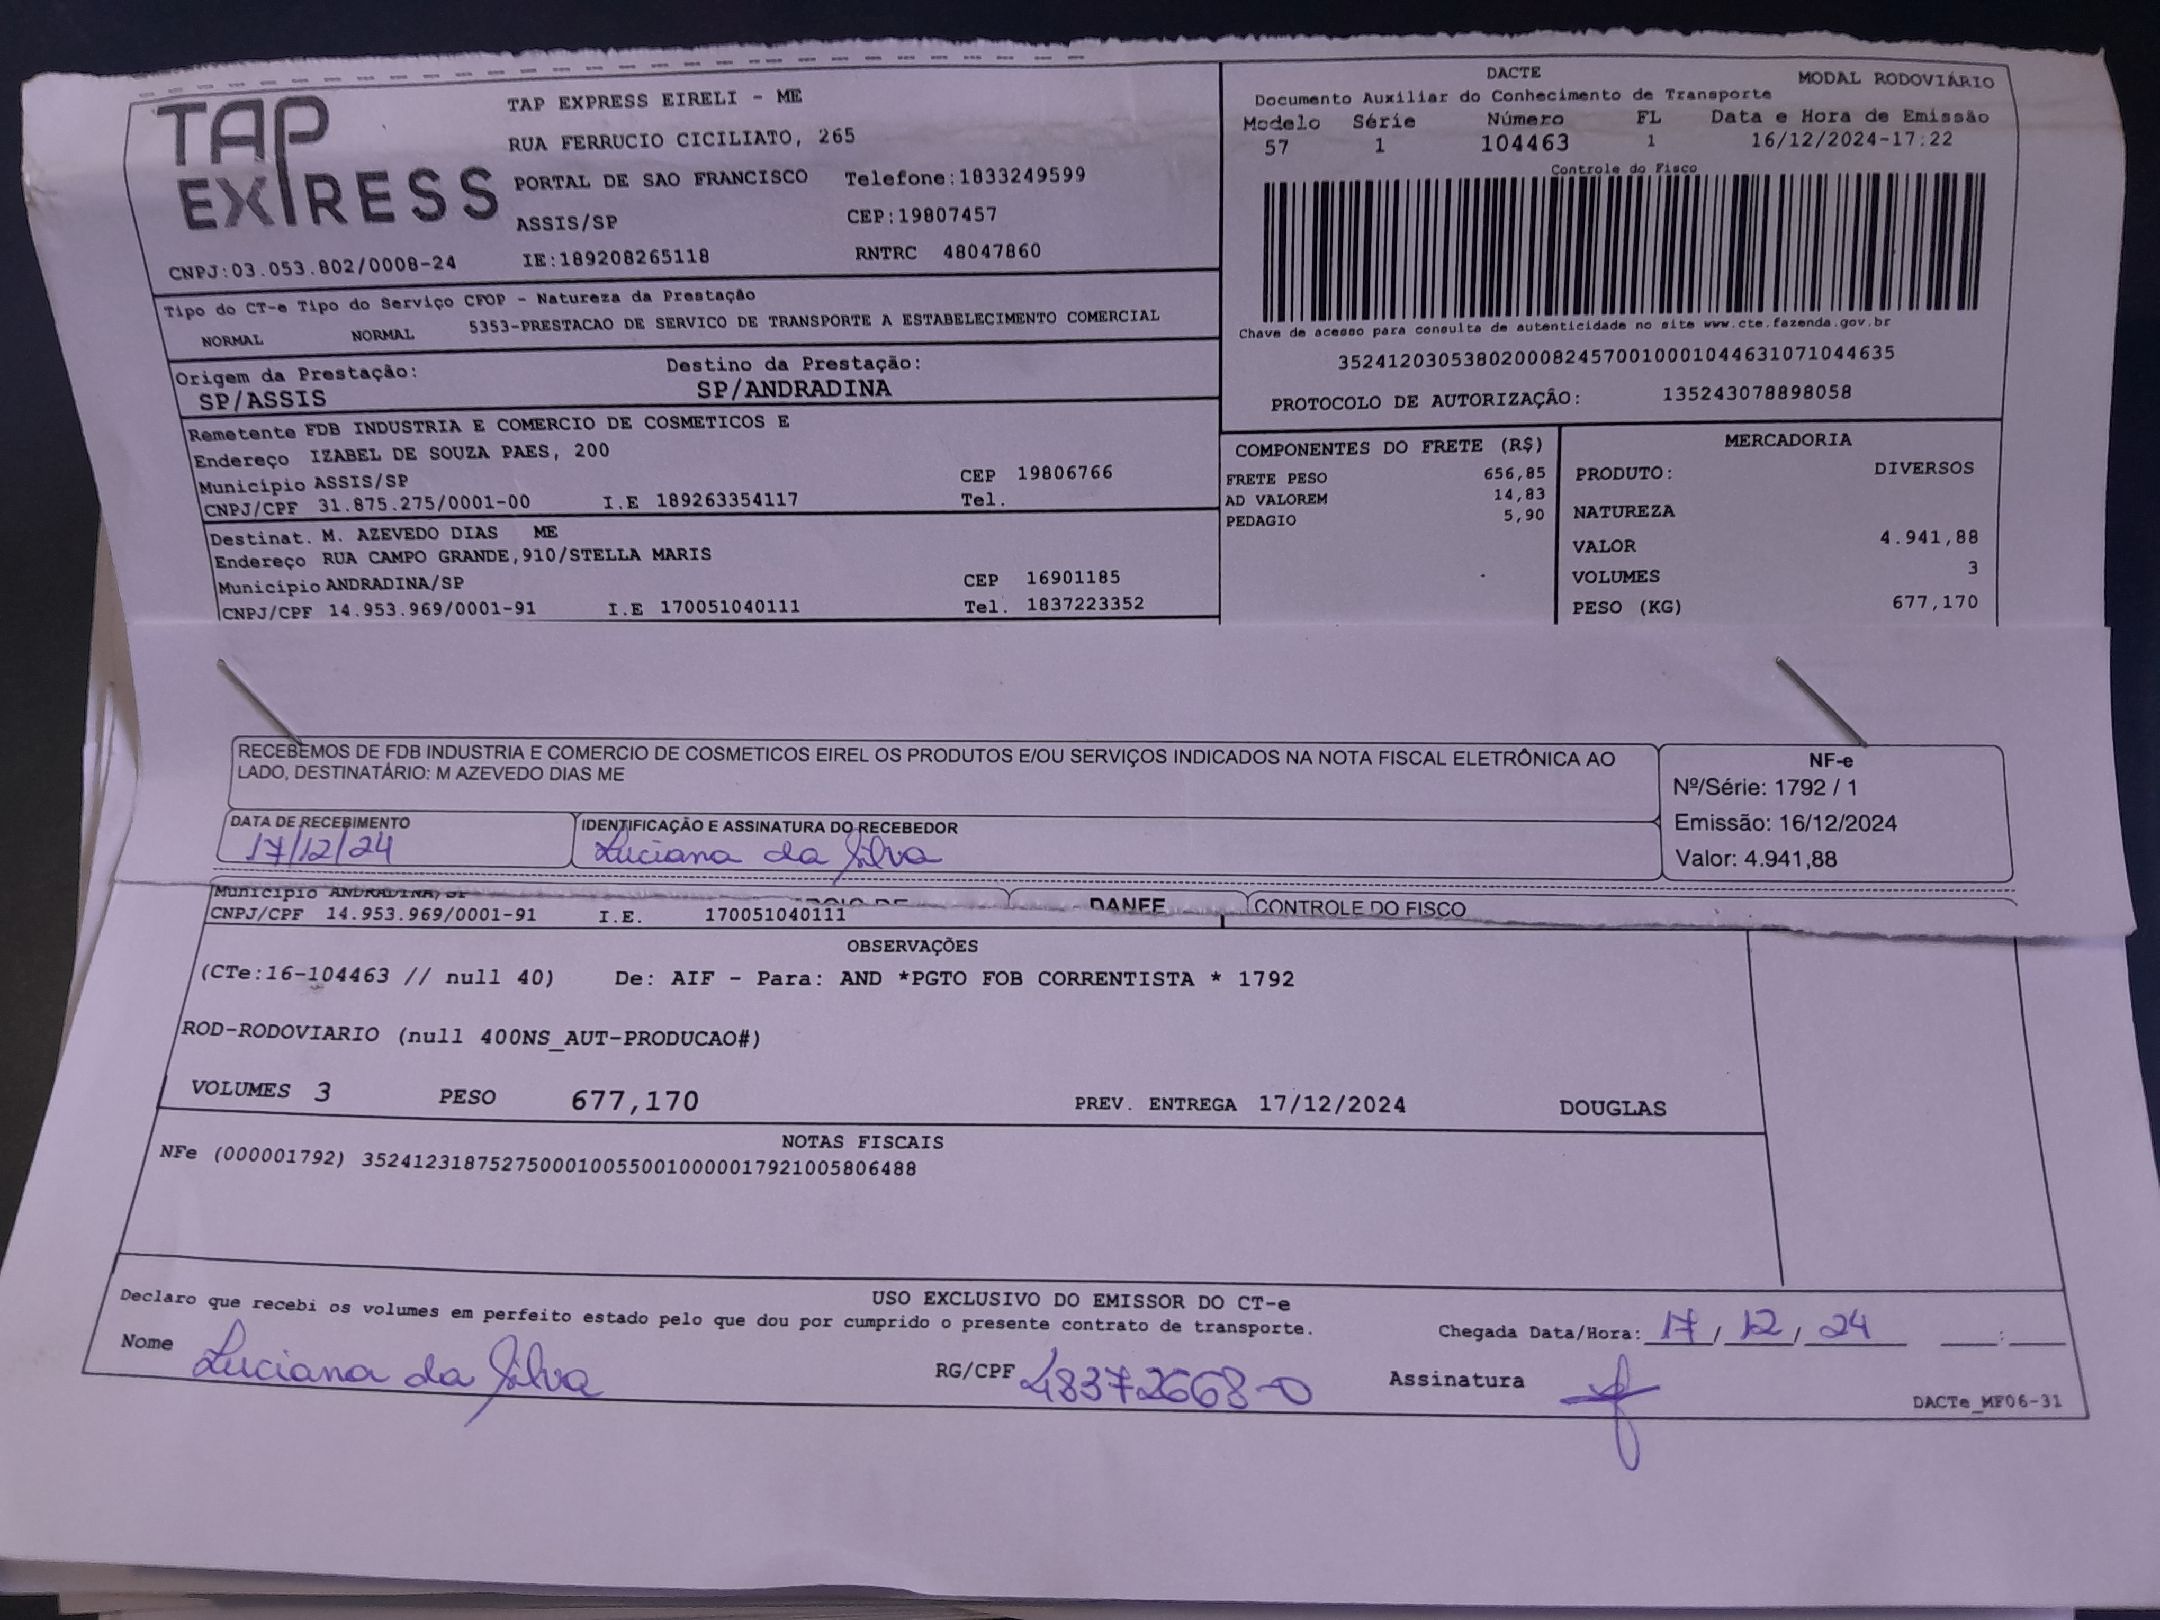 TAP
EXPRESS
TAP EXPRESS EIRELI - ME
RUA FERRUCIO CICILIATO, 265
PORTAL DE SAO FRANCISCO Telefone:1833249599
ASSIS/SP CEP:19807457
CNPJ:03.053.802/0008-24 IE:189208265118 RNTRC 48047860
DACTE MODAL RODOVIÁRIO
Documento Auxiliar do Conhecimento de Transporte
Modelo Série Número FL Data e Hora de Emissão
57 1 104463 1 16/12/2024-17:22
Controle do Fisco
Chave de acesso para consulta de autenticidade no site www.cte.fazenda.gov.br
35241203053802000824570010001044631071044635
PROTOCOLO DE AUTORIZAÇÃO: 135243078898058
Tipo do CT-e Tipo do Serviço CFOP - Natureza da Prestação
NORMAL NORMAL 5353-PRESTACAO DE SERVICO DE TRANSPORTE A ESTABELECIMENTO COMERCIAL
Origem da Prestação: Destino da Prestação:
SP/ASSIS SP/ANDRADINA
Remetente FDB INDUSTRIA E COMERCIO DE COSMETICOS E
Endereço IZABEL DE SOUZA PAES, 200
Município ASSIS/SP CEP 19806766
CNPJ/CPF 31.875.275/0001-00 I.E 189263354117 Tel.
Destinat. M. AZEVEDO DIAS ME
Endereço RUA CAMPO GRANDE,910/STELLA MARIS
Município ANDRADINA/SP CEP 16901185
CNPJ/CPF 14.953.969/0001-91 I.E 170051040111 Tel. 1837223352
COMPONENTES DO FRETE (R$)
FRETE PESO 656,85
AD VALOREM 14,83
PEDAGIO 5,90
MERCADORIA
PRODUTO: DIVERSOS
NATUREZA
VALOR 4.941,88
VOLUMES 3
PESO (KG) 677,170
RECEBEMOS DE FDB INDUSTRIA E COMERCIO DE COSMETICOS EIREL OS PRODUTOS E/OU SERVIÇOS INDICADOS NA NOTA FISCAL ELETRÔNICA AO
LADO, DESTINATÁRIO: M AZEVEDO DIAS ME
NF-e
Nº/Série: 1792 / 1
Emissão: 16/12/2024
Valor: 4.941,88
DATA DE RECEBIMENTO IDENTIFICAÇÃO E ASSINATURA DO RECEBEDOR
17/12/24 Luciana da Silva
Município ANDRADINA/SP
DANFE CONTROLE DO FISCO
CNPJ/CPF 14.953.969/0001-91 I.E. 170051040111
OBSERVAÇÕES
(CTe:16-104463 // null 40) De: AIF - Para: AND *PGTO FOB CORRENTISTA * 1792
ROD-RODOVIARIO (null 400NS_AUT-PRODUCAO#)
VOLUMES 3 PESO 677,170 PREV. ENTREGA 17/12/2024 DOUGLAS
NOTAS FISCAIS
NFe (000001792) 35241231875275000100550010000017921005806488
USO EXCLUSIVO DO EMISSOR DO CT-e
Declaro que recebi os volumes em perfeito estado pelo que dou por cumprido o presente contrato de transporte.
Chegada Data/Hora: 17/12/24 __:__
Nome Luciana da Silva RG/CPF 48372668-0 Assinatura
DACTe_MF06-31